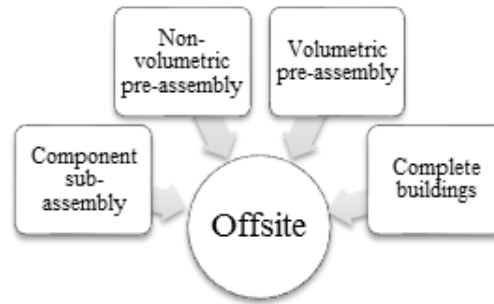 Non-
volumetric
pre-assembly
Volumetric
pre-assembly
Component
sub-
assembly
Complete
buildings
Offsite